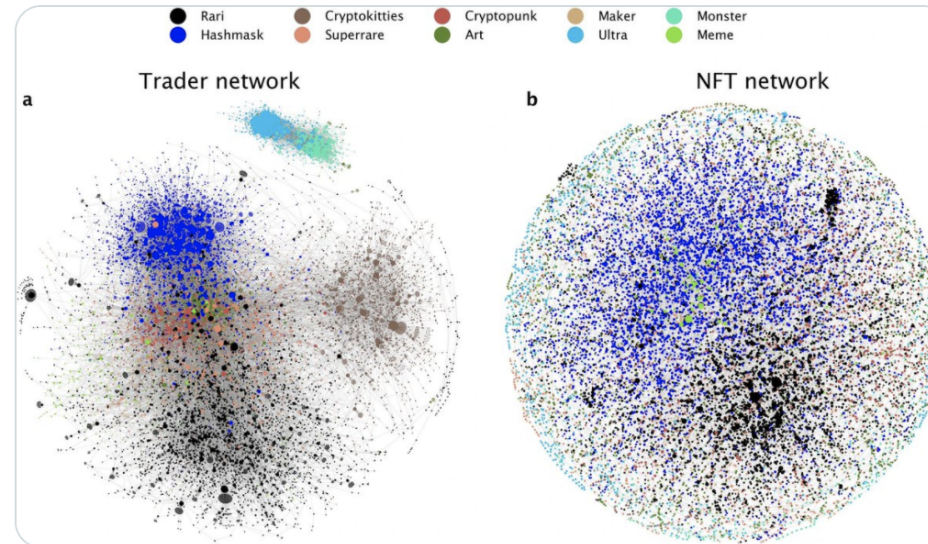 Rari Cryptokitties Cryptopunk Maker Monster
Hashmask Superrare Art Ultra Meme
Trader network NFT network
a b